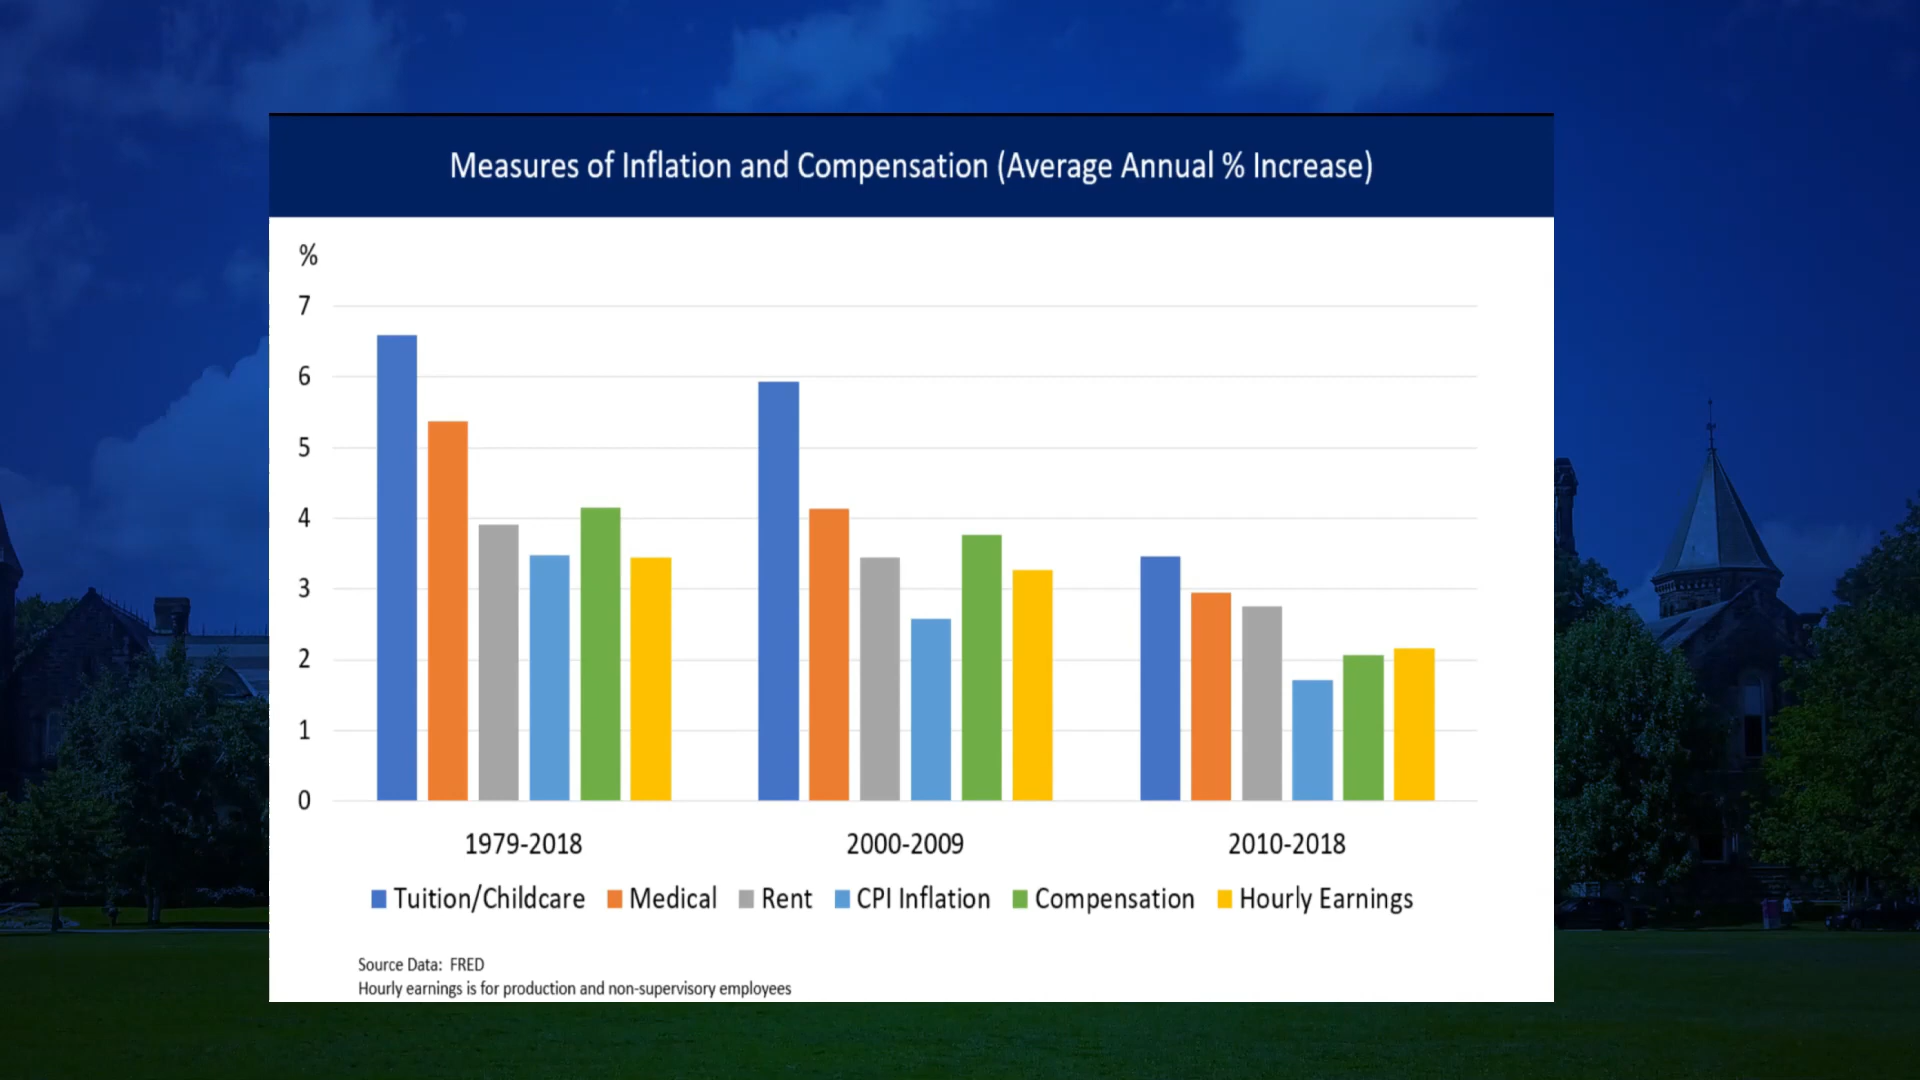 Measures of Inflation and Compensation (Average Annual % Increase)
%
7
6
5
4
3
2
1
0
1979-2018 2000-2009 2010-2018
Tuition/Childcare Medical Rent CPI Inflation Compensation Hourly Earnings
Source Data: FRED
Hourly earnings is for production and non-supervisory employees